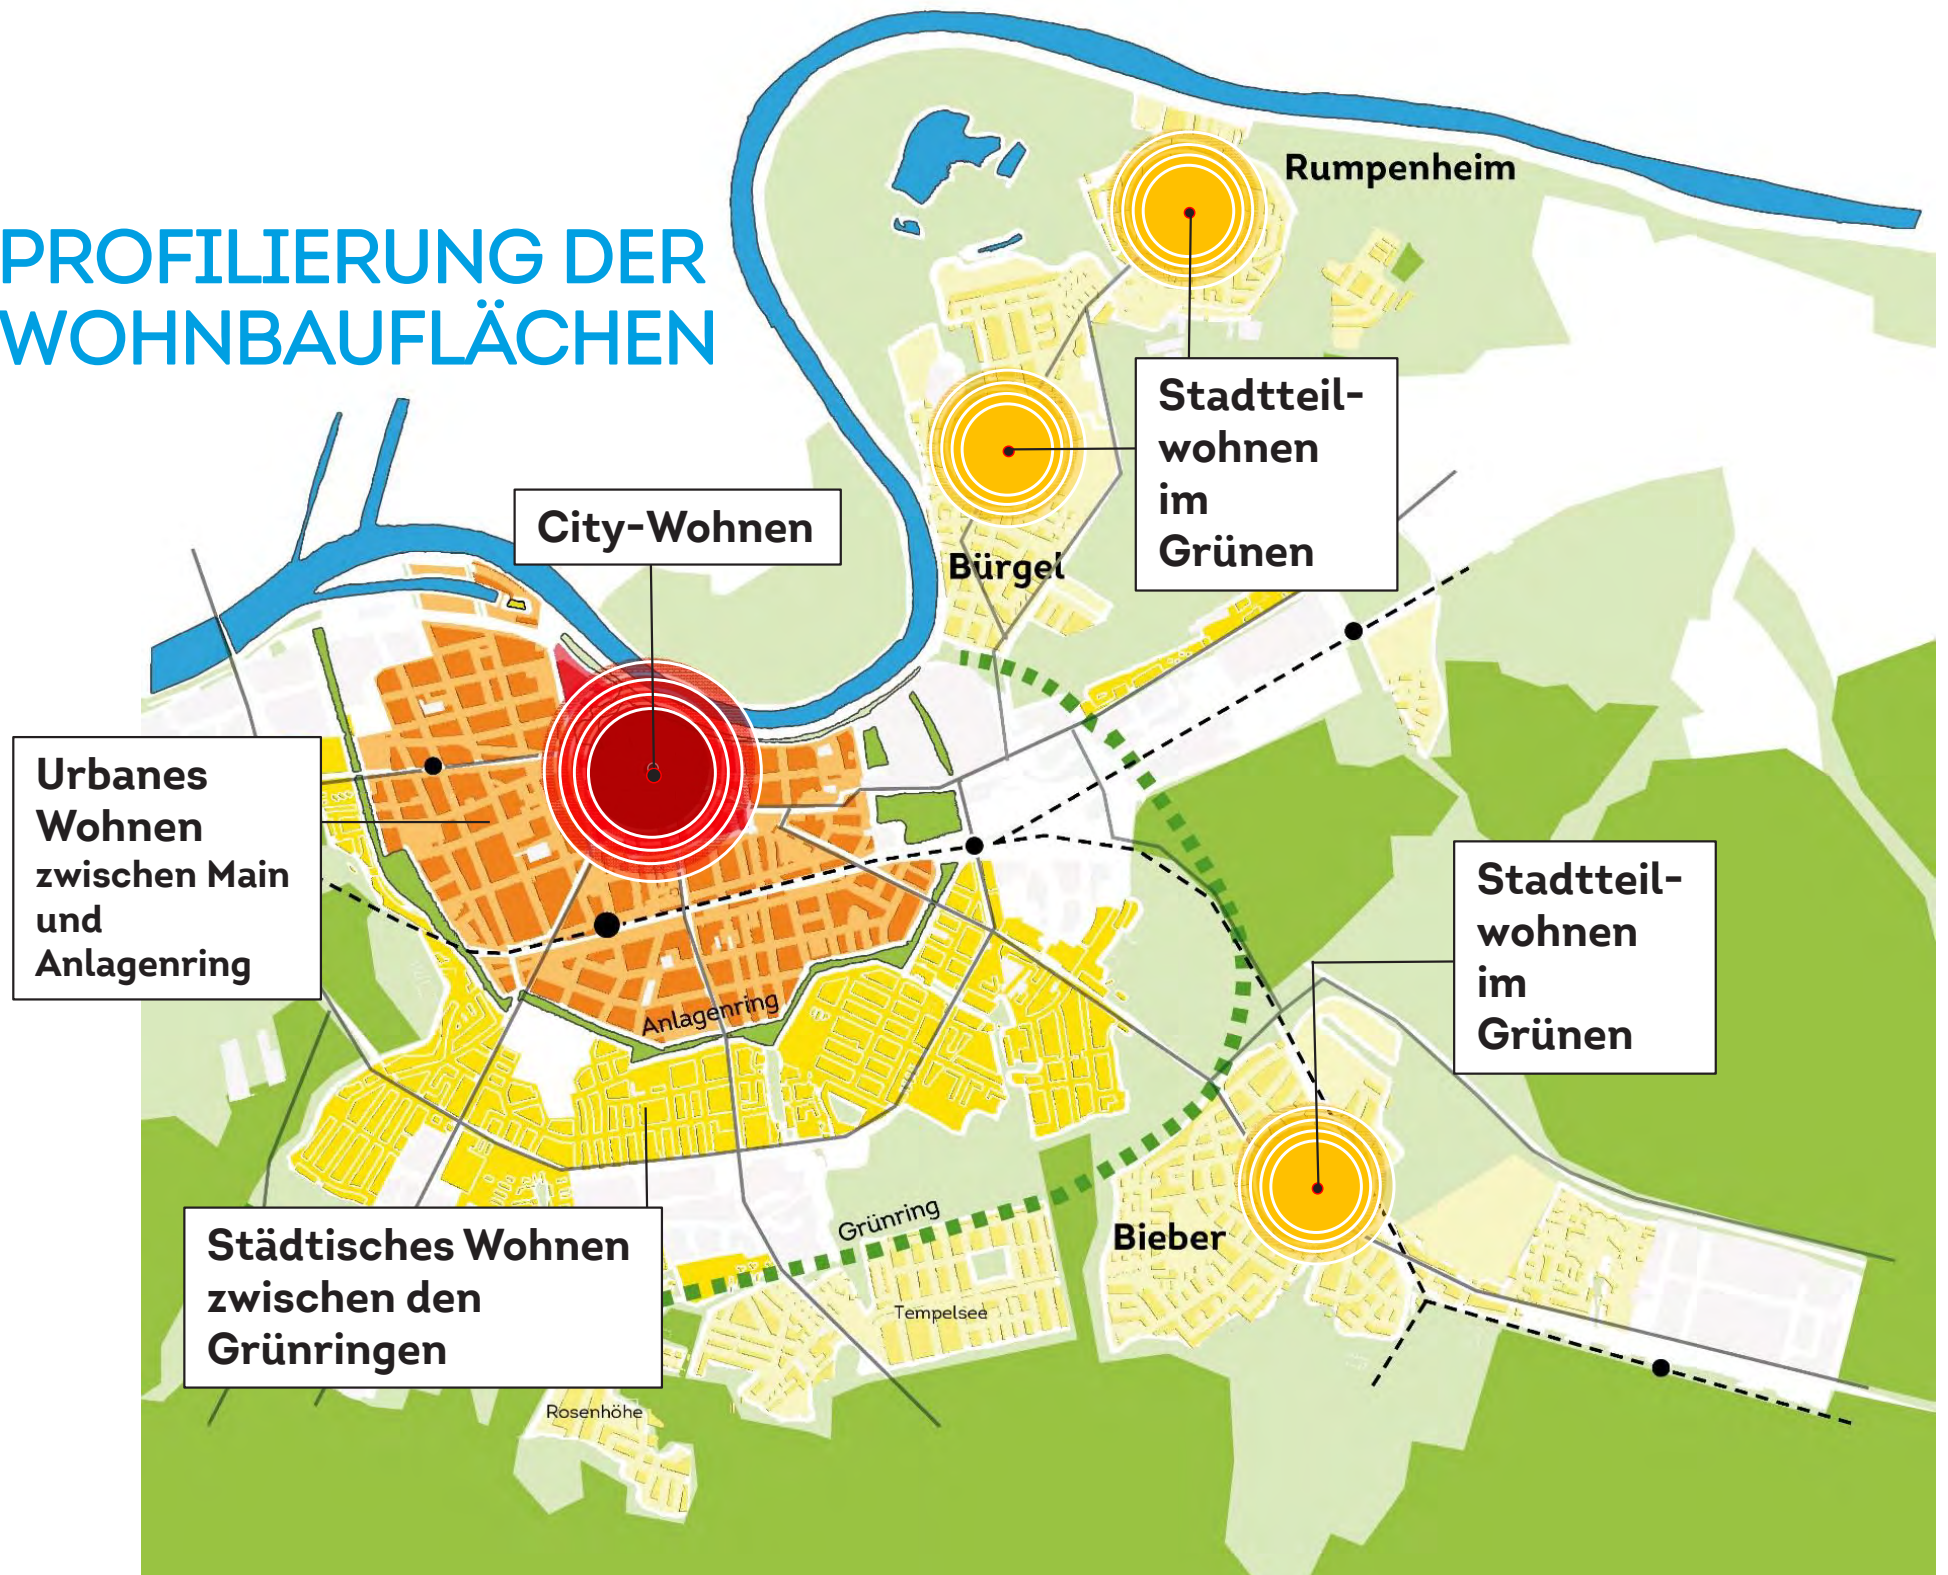 PROFILIERUNG DER
WOHNBAUFLÄCHEN
Rumpenheim
Stadtteil-
wohnen
im
Grünen
City-Wohnen
Bürgel
Urbanes
Wohnen
zwischen Main
und
Anlagenring
Stadtteil-
wohnen
im
Grünen
Anlagenring
Grünring
Bieber
Städtisches Wohnen
zwischen den
Grünringen
Tempelsee
Rosenhöhe